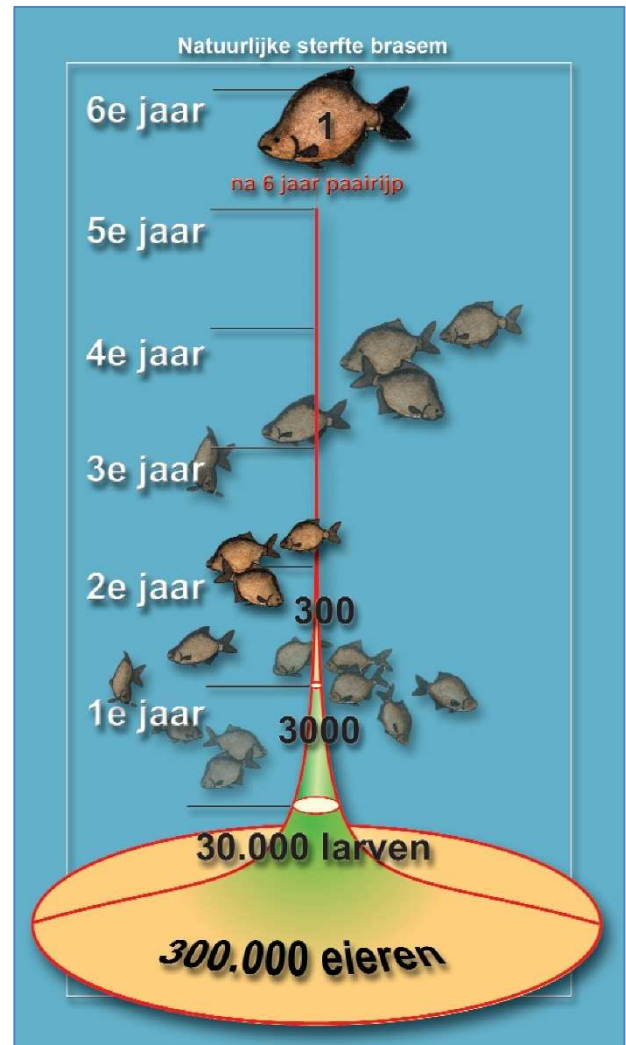 Natuurlijke sterfte brasem
6e jaar
1
na 6 jaar paairijp
5e jaar
4e jaar
3e jaar
2e jaar
300
1e jaar
3000
30.000 larven
300.000 eieren